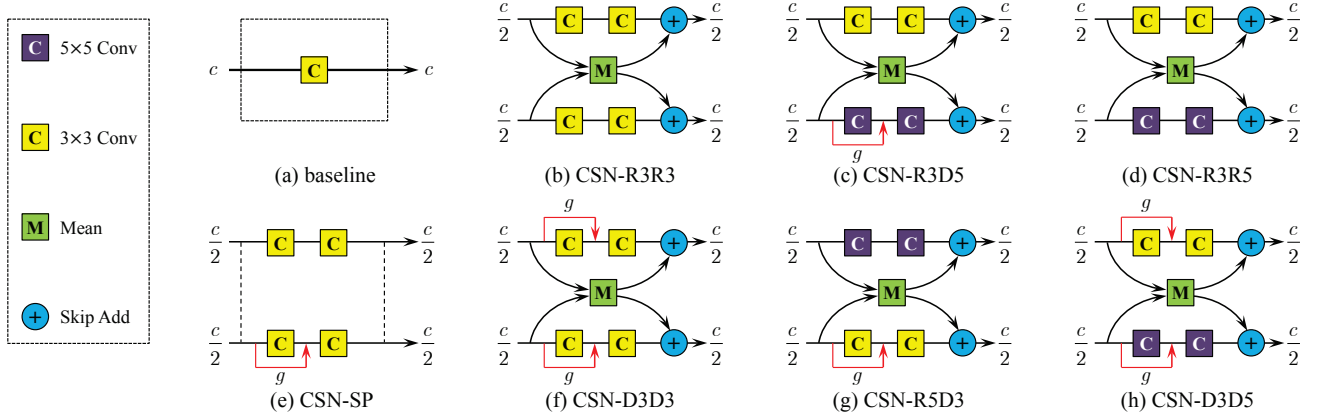 C 5×5 Conv
C 3×3 Conv
M Mean
+ Skip Add
c C c
(a) baseline
c/2 C C + c/2
M
c/2 C C + c/2
(b) CSN-R3R3
c/2 C C + c/2
M
c/2 C C + c/2
g
(c) CSN-R3D5
c/2 C C + c/2
M
c/2 C C + c/2
(d) CSN-R3R5
c/2 C C c/2
c/2 C C c/2
g
(e) CSN-SP
g
c/2 C C + c/2
M
c/2 C C + c/2
g
(f) CSN-D3D3
c/2 C C + c/2
M
c/2 C C + c/2
g
(g) CSN-R5D3
g
c/2 C C + c/2
M
c/2 C C + c/2
g
(h) CSN-D3D5